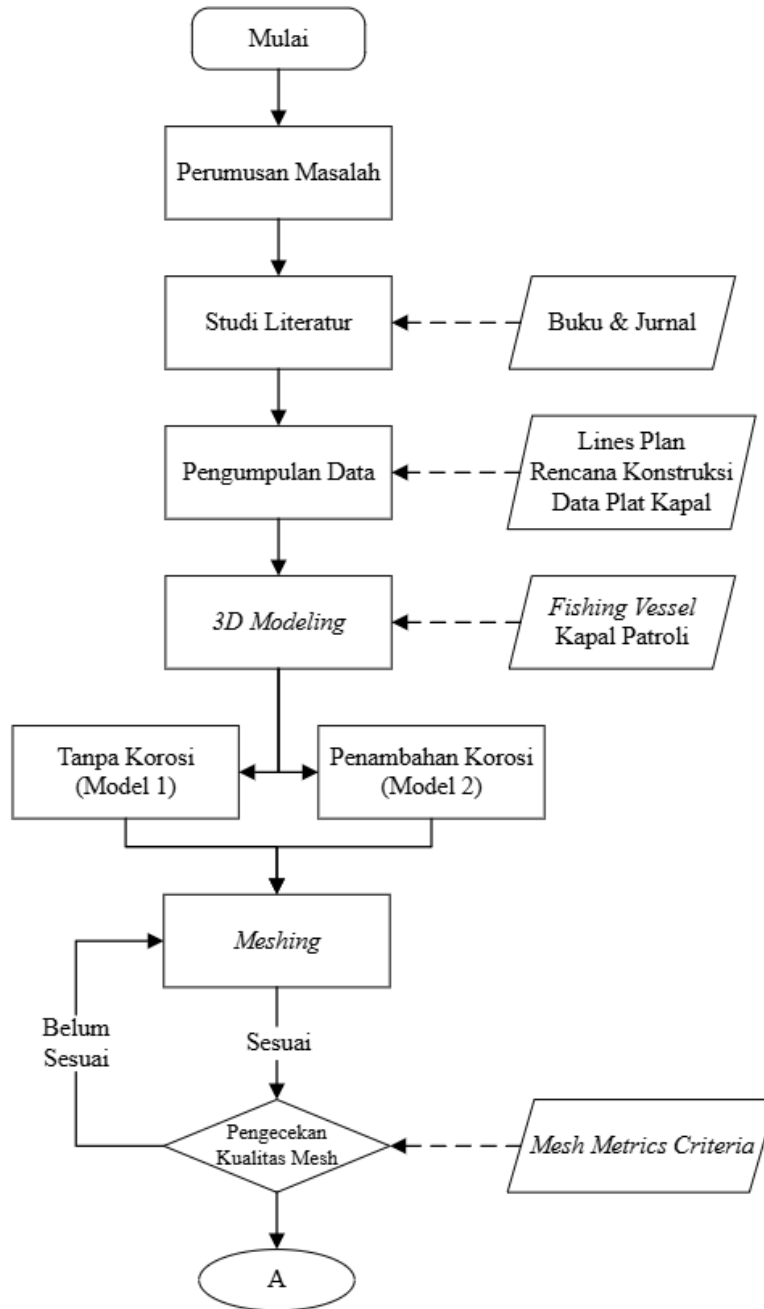 Mulai
Perumusan Masalah
Studi Literatur
Buku & Jurnal
Pengumpulan Data
Lines Plan
Rencana Konstruksi
Data Plat Kapal
3D Modeling
Fishing Vessel
Kapal Patroli
Tanpa Korosi
(Model 1)
Penambahan Korosi
(Model 2)
Meshing
Belum
Sesuai
Sesuai
Pengecekan
Kualitas Mesh
Mesh Metrics Criteria
A